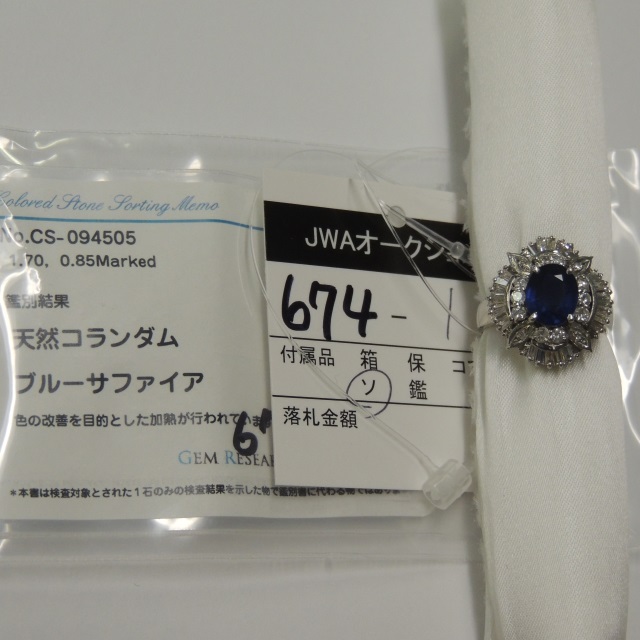 Colored Stone Sorting Memo
No.CS-094505
1.70, 0.85Marked
鑑別結果
天然コランダム
ブルーサファイア
色の改善を目的とした加熱が行われて
GEM RESEA
*本書は検査対象とされた1石のみの検査結果を示した物で鑑別書に代わる物ではありま
JWAオークシ
674-1
付属品 箱 保 コ
ソ 鑑
落札金額